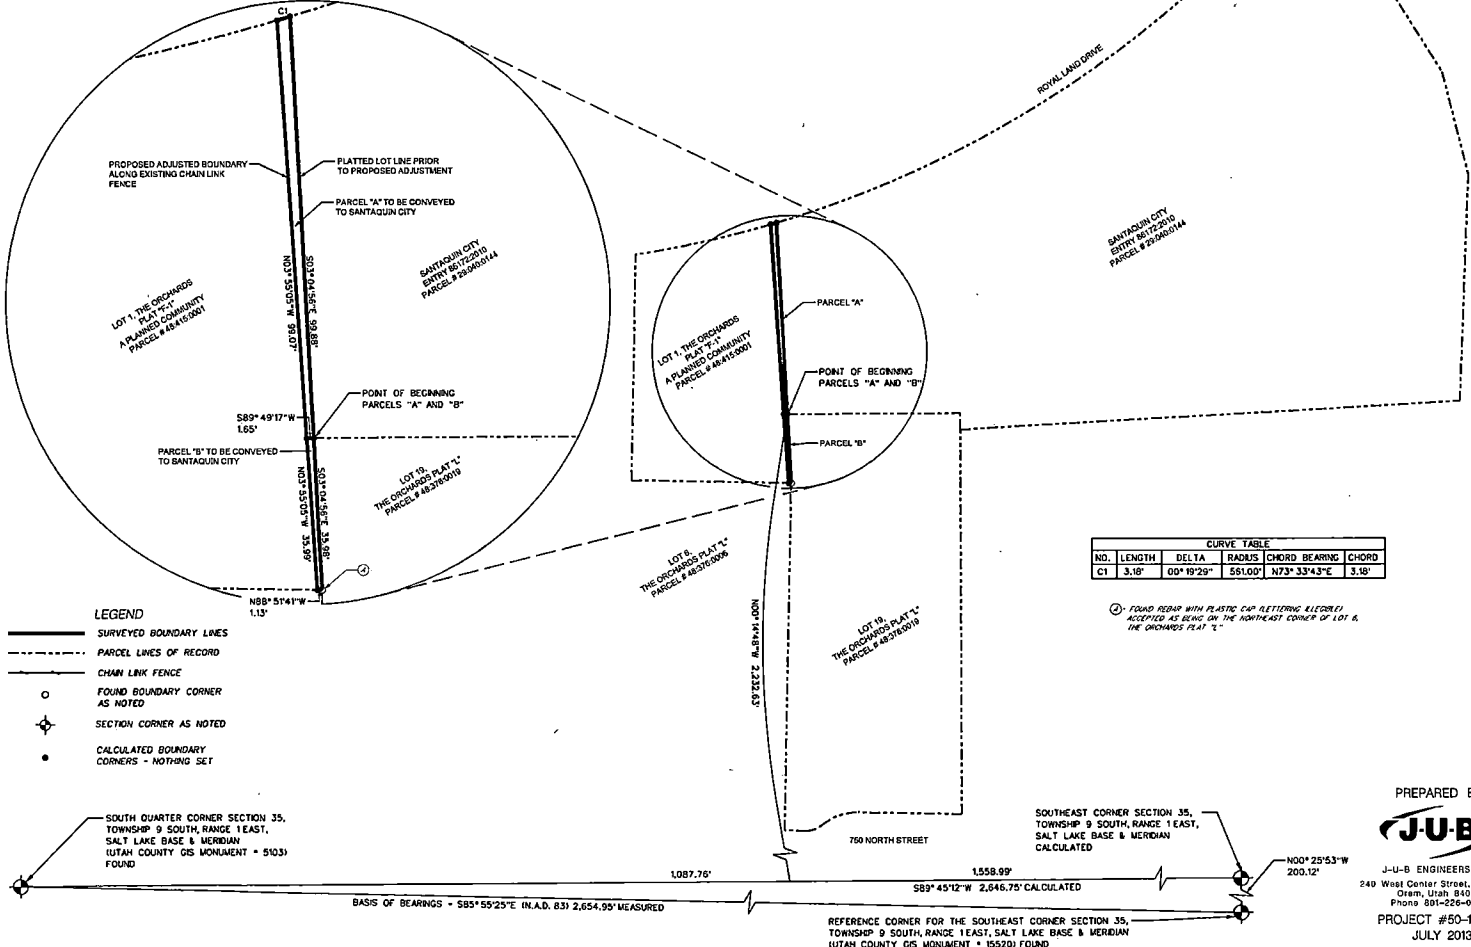 C1
PROPOSED ADJUSTED BOUNDARY
ALONG EXISTING CHAIN LINK
FENCE
PLATTED LOT LINE PRIOR
TO PROPOSED ADJUSTMENT
PARCEL "A" TO BE CONVEYED
TO SANTAQUIN CITY
SANTAQUIN CITY
ENTRY 86172:2010
PARCEL # 29:040:0144
LOT 1, THE ORCHARDS
PLAT "F-1"
A PLANNED COMMUNITY
PARCEL # 48:415:0001
N03° 55'05"W 99.07'
S03° 04'56"E 99.88'
POINT OF BEGINNING
PARCELS "A" AND "B"
S89° 49'17"W
1.65'
PARCEL "B" TO BE CONVEYED
TO SANTAQUIN CITY
N03° 55'05"W 35.99'
S03° 04'56"E 35.98'
LOT 19,
THE ORCHARDS PLAT "L"
PARCEL # 48:376:0019
N88° 51'41"W
1.13'
A
ROYAL LAND DRIVE
SANTAQUIN CITY
ENTRY 86172:2010
PARCEL # 29:040:0144
PARCEL "A"
LOT 1, THE ORCHARDS
PLAT "F-1"
A PLANNED COMMUNITY
PARCEL # 48:415:0001
POINT OF BEGINNING
PARCELS "A" AND "B"
PARCEL "B"
LOT 6,
THE ORCHARDS PLAT "L"
PARCEL # 48:376:0006
N00° 14'48"W 2,232.63'
LOT 19,
THE ORCHARDS PLAT "L"
PARCEL # 48:376:0019
CURVE TABLE
NO. LENGTH DELTA RADIUS CHORD BEARING CHORD
C1 3.18' 00° 19'29" 561.00' N73° 33'43"E 3.18'
A - FOUND REBAR WITH PLASTIC CAP (LETTERING ILLEGIBLE)
ACCEPTED AS BEING ON THE NORTHEAST CORNER OF LOT 6,
THE ORCHARDS PLAT "L"
LEGEND
SURVEYED BOUNDARY LINES
PARCEL LINES OF RECORD
CHAIN LINK FENCE
FOUND BOUNDARY CORNER
AS NOTED
SECTION CORNER AS NOTED
CALCULATED BOUNDARY
CORNERS - NOTHING SET
SOUTH QUARTER CORNER SECTION 35,
TOWNSHIP 9 SOUTH, RANGE 1 EAST,
SALT LAKE BASE & MERIDIAN
(UTAH COUNTY GIS MONUMENT # 5103)
FOUND
750 NORTH STREET
SOUTHEAST CORNER SECTION 35,
TOWNSHIP 9 SOUTH, RANGE 1 EAST,
SALT LAKE BASE & MERIDIAN
CALCULATED
N00° 25'53"W
200.12'
1,087.76'
1,558.99'
S89° 45'12"W 2,646.75' CALCULATED
BASIS OF BEARINGS - S85° 55'25"E (N.A.D. 83) 2,654.95' MEASURED
REFERENCE CORNER FOR THE SOUTHEAST CORNER SECTION 35,
TOWNSHIP 9 SOUTH, RANGE 1 EAST, SALT LAKE BASE & MERIDIAN
(UTAH COUNTY GIS MONUMENT # 15520) FOUND
PREPARED
J-U-B
J-U-B ENGINEERS
240 West Center Street,
Orem, Utah 840
Phone 801-226-0
PROJECT #50-1
JULY 2013